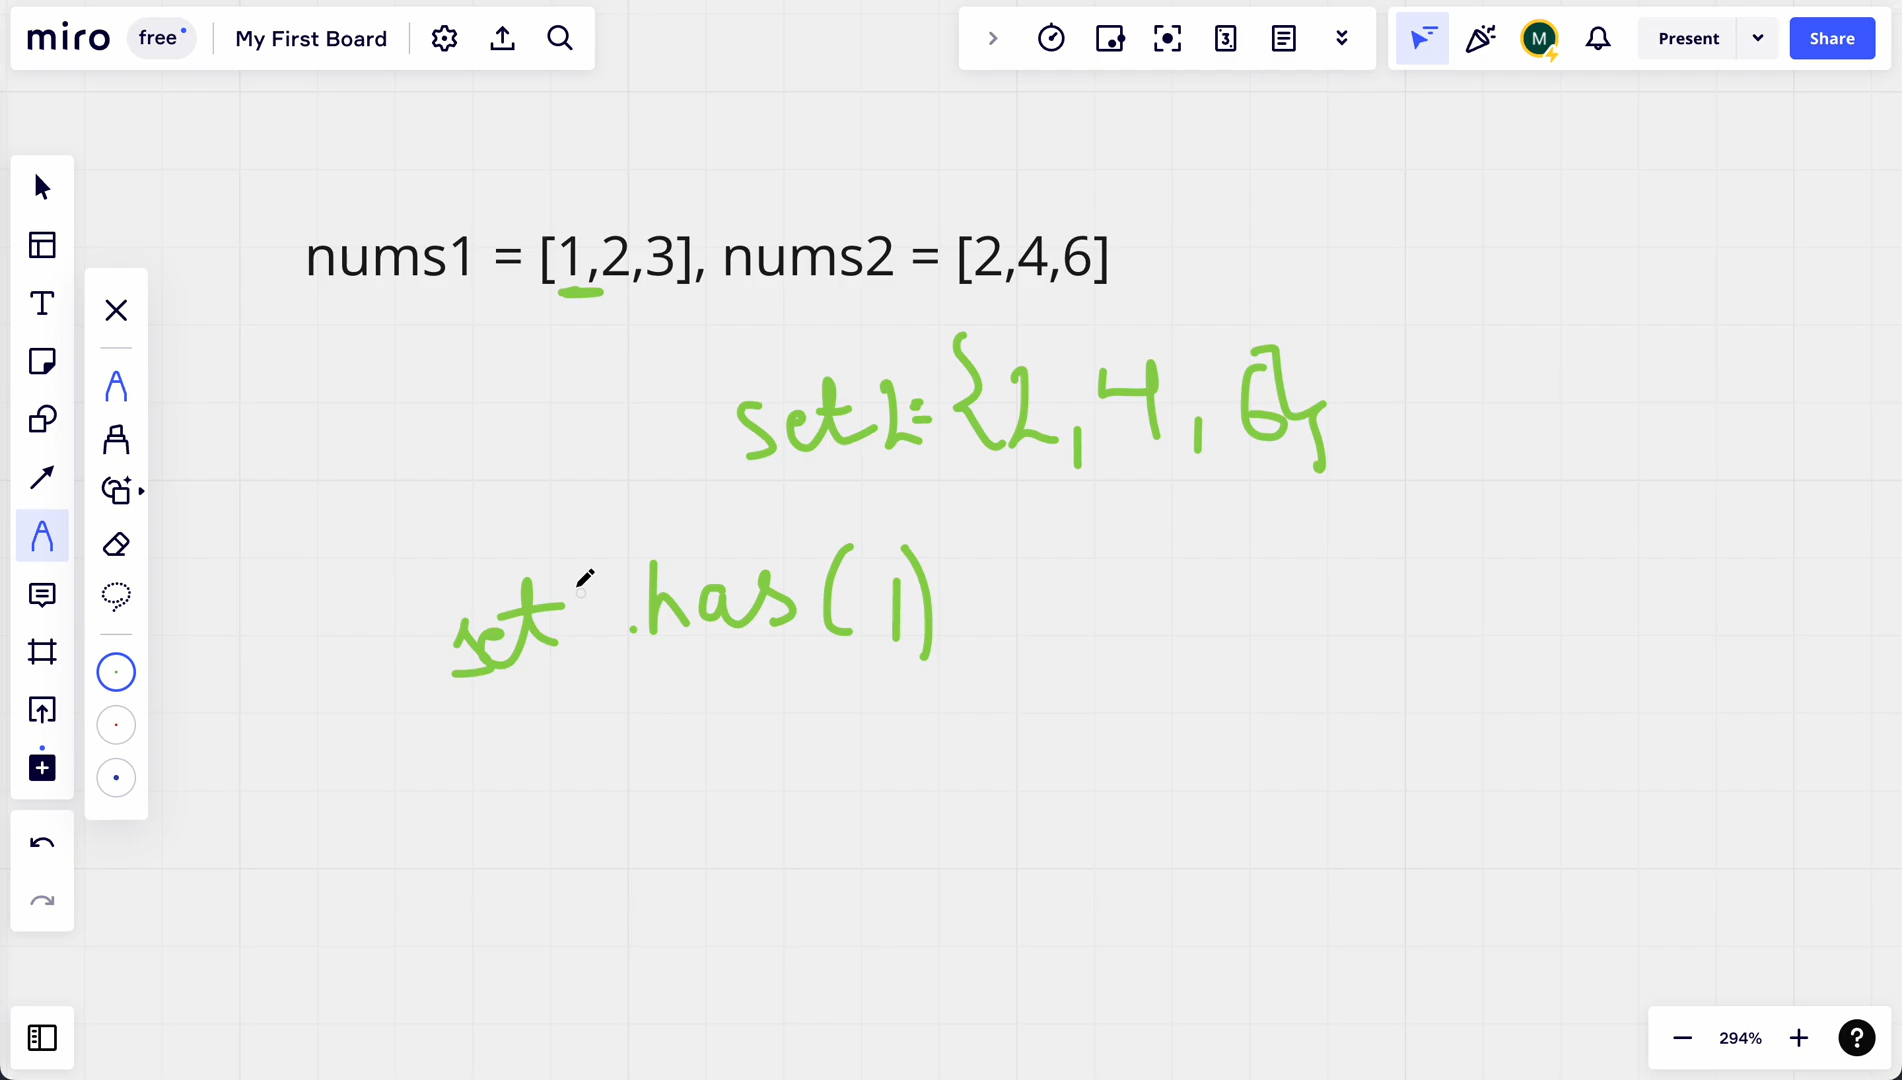 miro free My First Board
3 M Present Share
nums1 = [1,2,3], nums2 = [2,4,6]
set2={2,4,6}
set .has(1)
294% ?